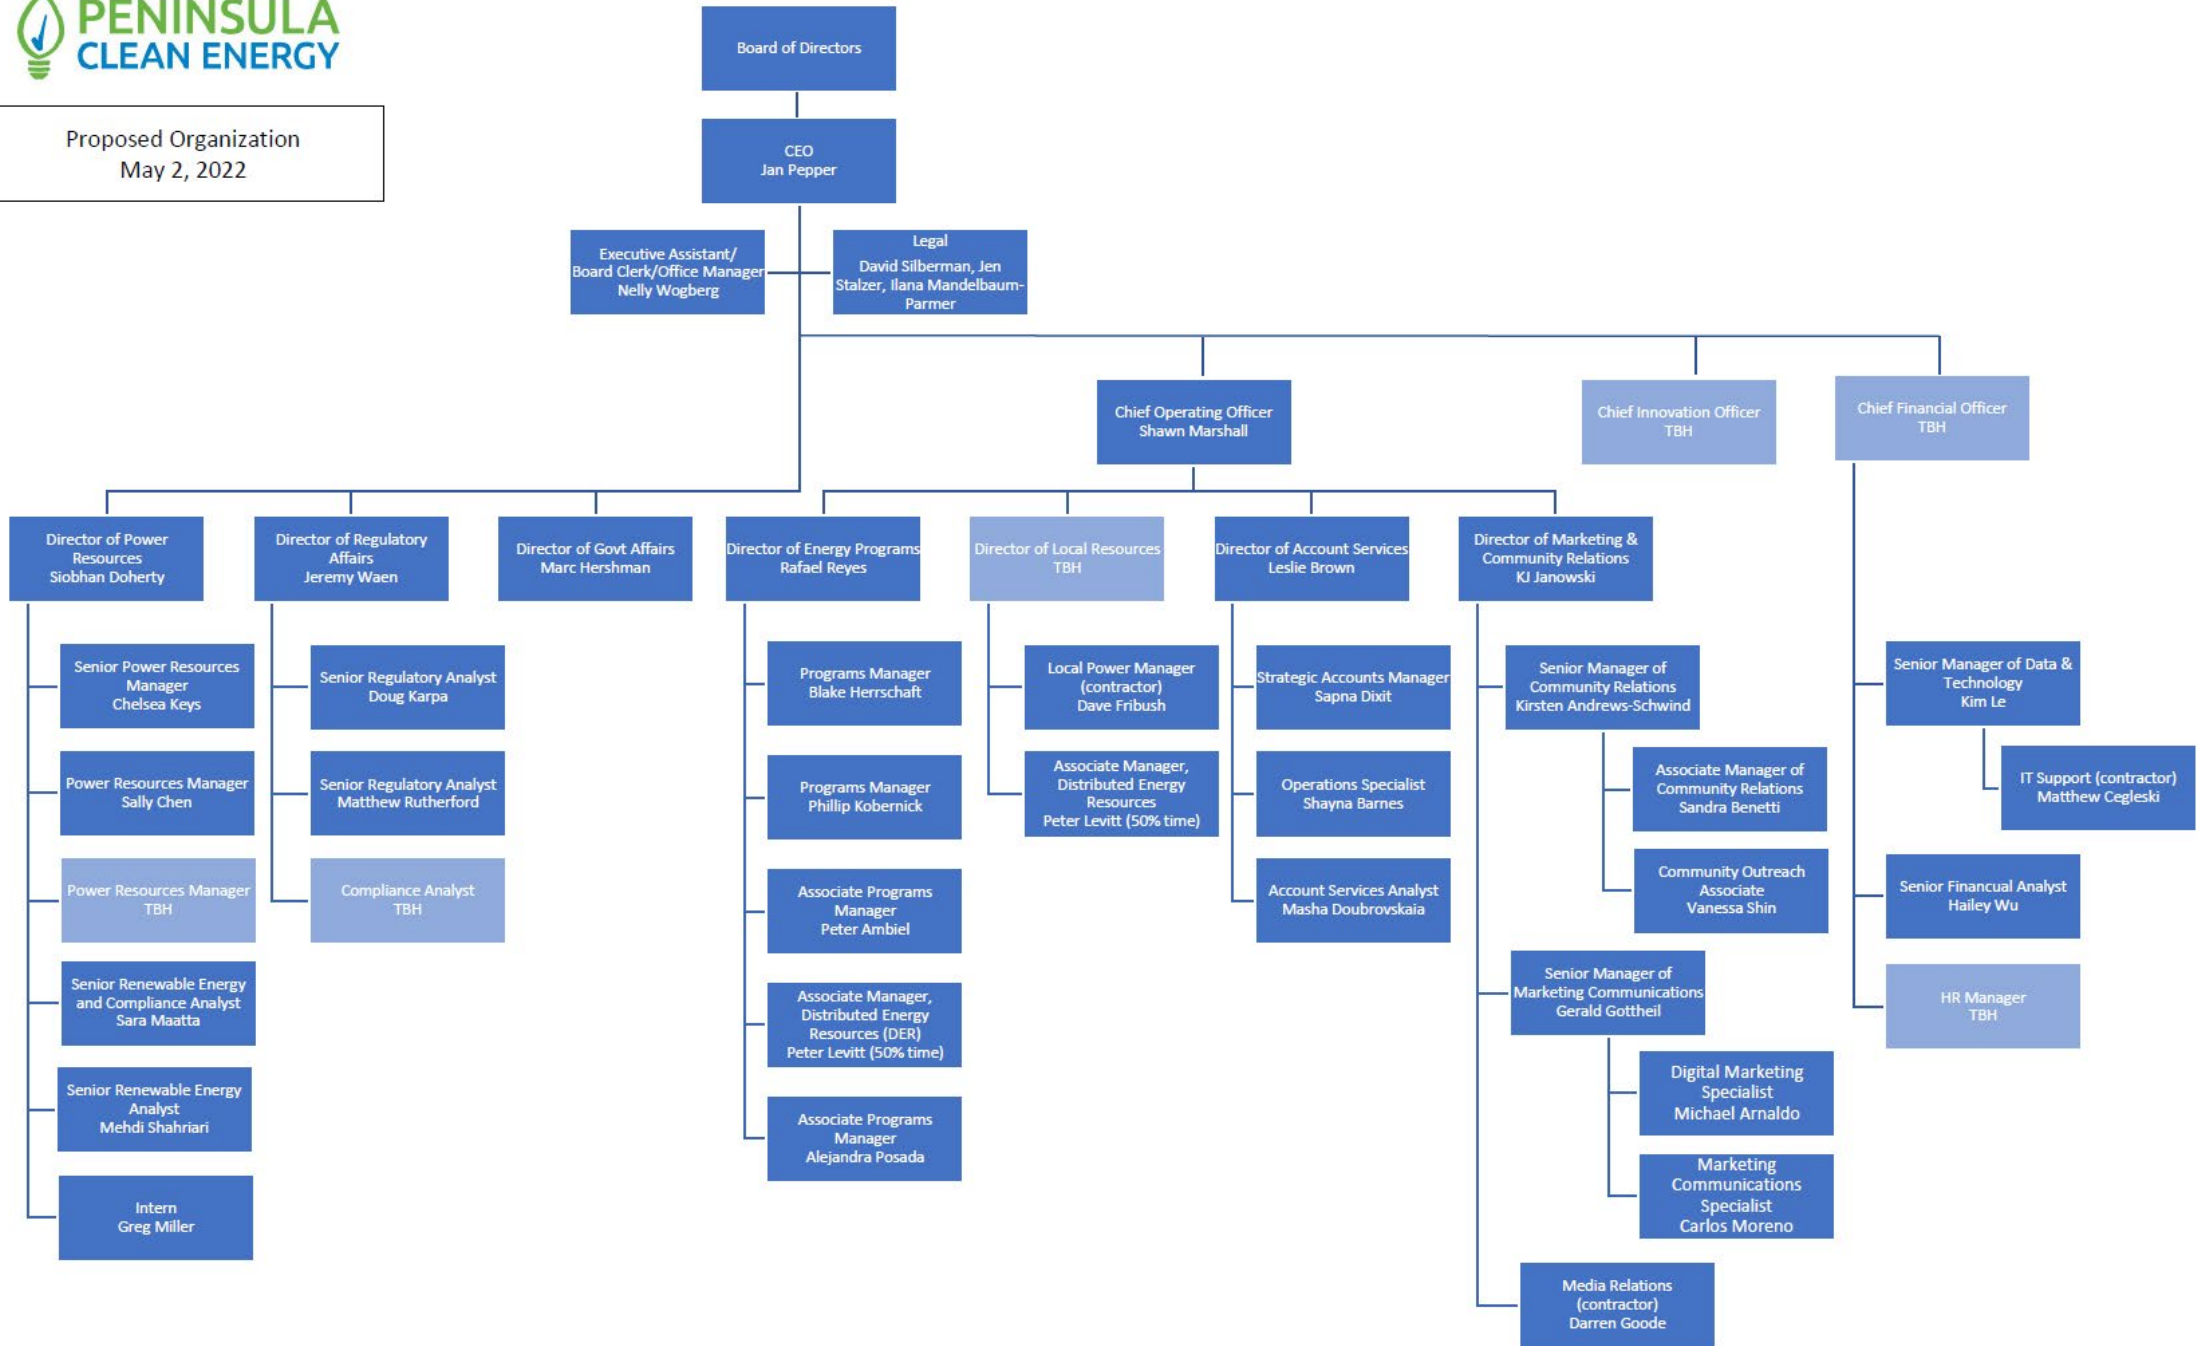 PENINSULA
CLEAN ENERGY
Proposed Organization
May 2, 2022
Board of Directors
CEO
Jan Pepper
Executive Assistant/
Board Clerk/Office Manager
Nelly Wogberg
Legal
David Silberman, Jen
Stalzer, Ilana Mandelbaum-
Parmer
Chief Operating Officer
Shawn Marshall
Chief Innovation Officer
TBH
Chief Financial Officer
TBH
Director of Power
Resources
Siobhan Doherty
Director of Regulatory
Affairs
Jeremy Waen
Director of Govt Affairs
Marc Hershman
Director of Energy Programs
Rafael Reyes
Director of Local Resources
TBH
Director of Account Services
Leslie Brown
Director of Marketing &
Community Relations
KJ Janowski
Senior Power Resources
Manager
Chelsea Keys
Power Resources Manager
Sally Chen
Power Resources Manager
TBH
Senior Renewable Energy
and Compliance Analyst
Sara Maatta
Senior Renewable Energy
Analyst
Mehdi Shahriari
Intern
Greg Miller
Senior Regulatory Analyst
Doug Karpa
Senior Regulatory Analyst
Matthew Rutherford
Compliance Analyst
TBH
Programs Manager
Blake Herrschaft
Programs Manager
Phillip Kobernick
Associate Programs
Manager
Peter Ambiel
Associate Manager,
Distributed Energy
Resources (DER)
Peter Levitt (50% time)
Associate Programs
Manager
Alejandra Posada
Local Power Manager
(contractor)
Dave Fribush
Associate Manager,
Distributed Energy
Resources
Peter Levitt (50% time)
Strategic Accounts Manager
Sapna Dixit
Operations Specialist
Shayna Barnes
Account Services Analyst
Masha Doubrovskaia
Senior Manager of
Community Relations
Kirsten Andrews-Schwind
Associate Manager of
Community Relations
Sandra Benetti
Community Outreach
Associate
Vanessa Shin
Senior Manager of
Marketing Communications
Gerald Gottheil
Digital Marketing
Specialist
Michael Arnaldo
Marketing
Communications
Specialist
Carlos Moreno
Media Relations
(contractor)
Darren Goode
Senior Manager of Data &
Technology
Kim Le
IT Support (contractor)
Matthew Cegleski
Senior Financual Analyst
Hailey Wu
HR Manager
TBH